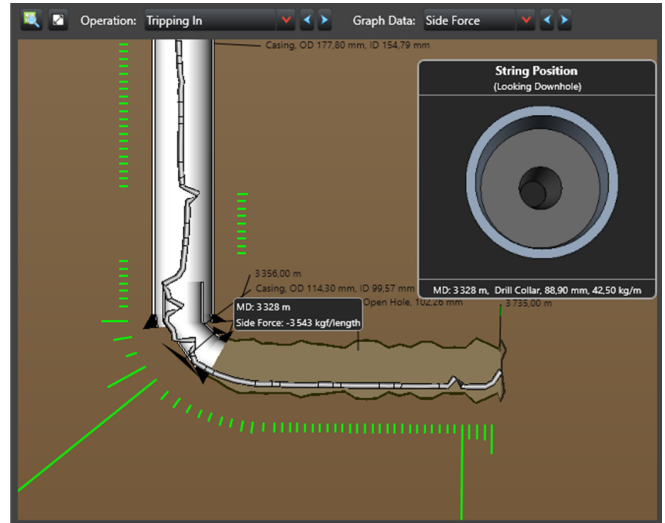 Operation: Tripping In Graph Data: Side Force
Casing, OD 177,80 mm, ID 154,79 mm
String Position
(Looking Downhole)
MD: 3 328 m, Drill Collar, 88,90 mm, 42,50 kg/m
3 356,00 m
Casing, OD 114,30 mm, ID 99,57 mm
Open Hole, 102,26 mm
3 735,00 m
MD: 3 328 m
Side Force: -3 543 kgf/length